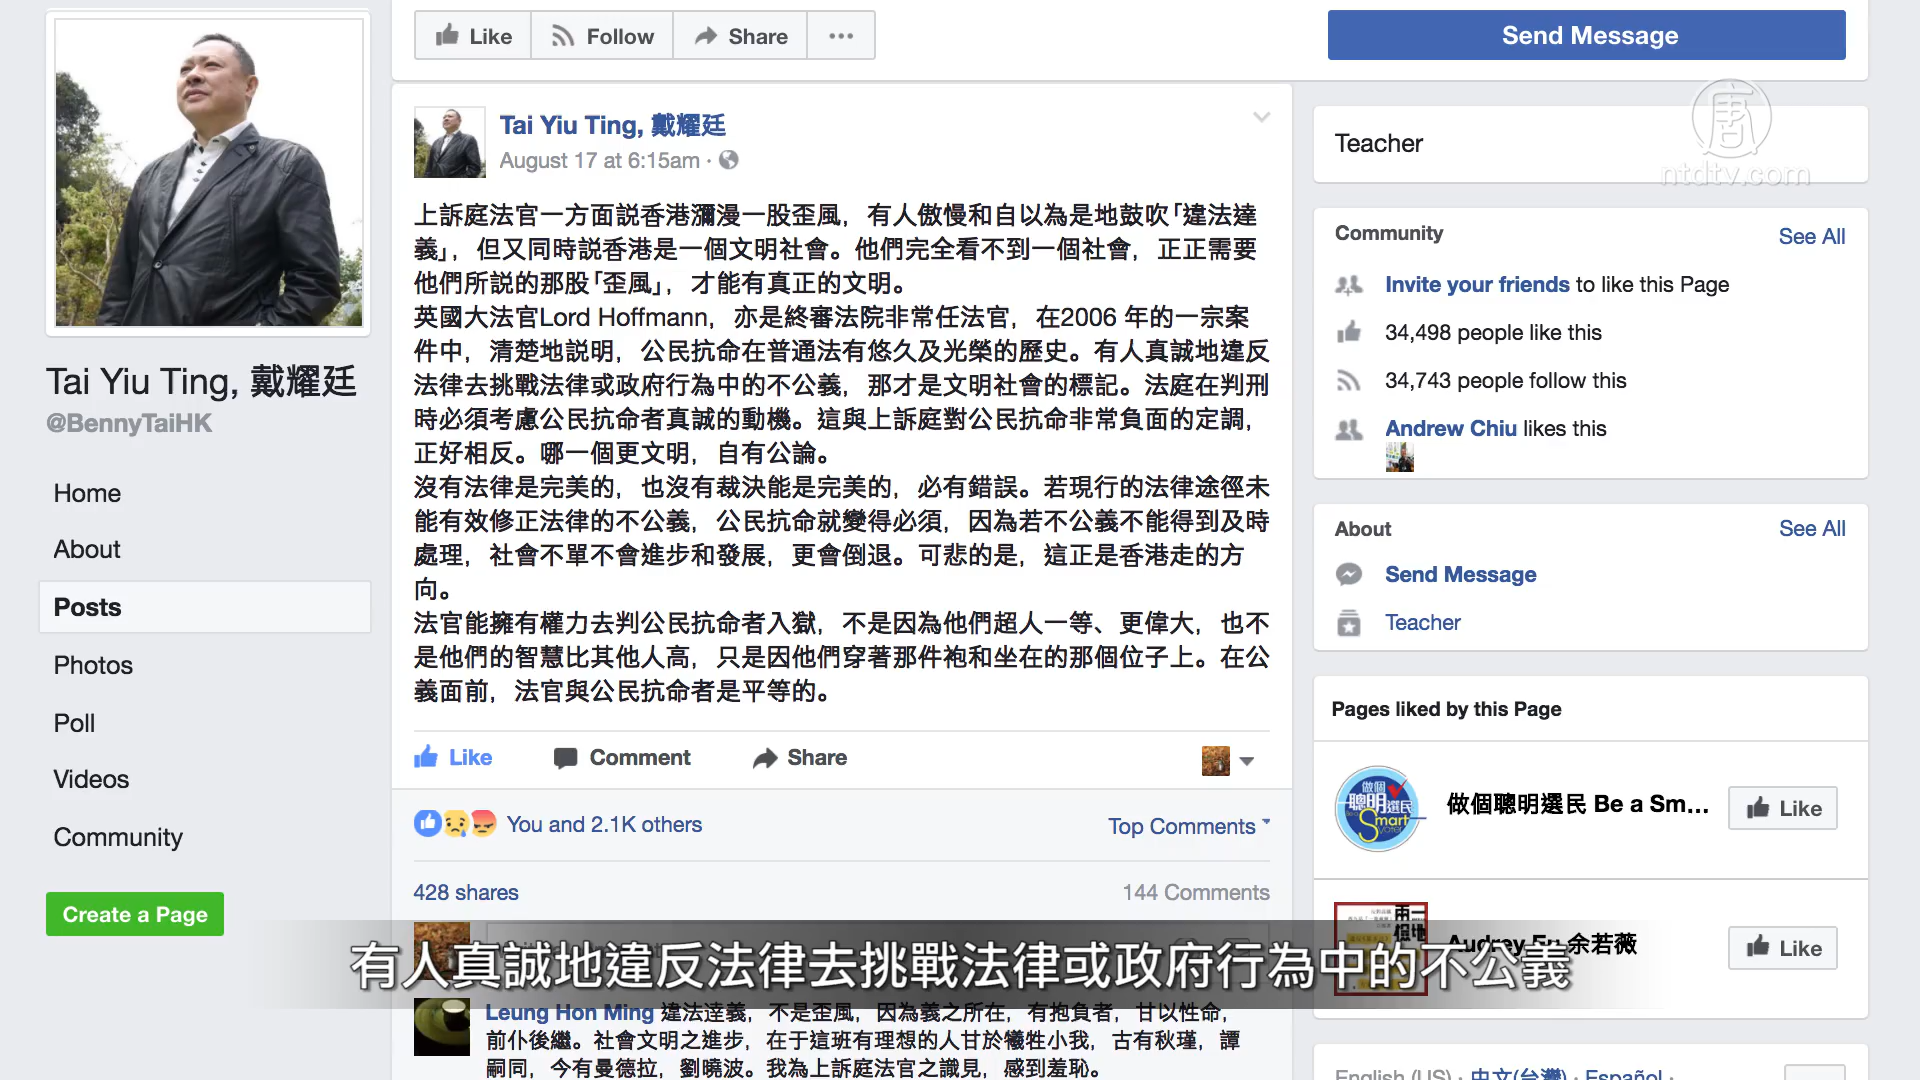 Like
Follow
Share
Send Message
Tai Yiu Ting, 戴耀廷
August 17 at 6:15am ·
唐
ntdtv.com
Teacher
上訴庭法官一方面説香港瀰漫一股歪風，有人傲慢和自以為是地鼓吹「違法達
義」，但又同時説香港是一個文明社會。他們完全看不到一個社會，正正需要
他們所説的那股「歪風」，才能有真正的文明。
英國大法官Lord Hoffmann，亦是終審法院非常任法官，在2006 年的一宗案
件中，清楚地説明，公民抗命在普通法有悠久及光榮的歷史。有人真誠地違反
法律去挑戰法律或政府行為中的不公義，那才是文明社會的標記。法庭在判刑
時必須考慮公民抗命者真誠的動機。這與上訴庭對公民抗命非常負面的定調，
正好相反。哪一個更文明，自有公論。
沒有法律是完美的，也沒有裁決能是完美的，必有錯誤。若現行的法律途徑未
能有效修正法律的不公義，公民抗命就變得必須，因為若不公義不能得到及時
處理，社會不單不會進步和發展，更會倒退。可悲的是，這正是香港走的方
向。
法官能擁有權力去判公民抗命者入獄，不是因為他們超人一等、更偉大，也不
是他們的智慧比其他人高，只是因他們穿著那件袍和坐在的那個位子上。在公
義面前，法官與公民抗命者是平等的。
Like
Comment
Share
You and 2.1K others
Top Comments
428 shares
144 Comments
Tai Yiu Ting, 戴耀廷
@BennyTaiHK
Home
About
Posts
Photos
Poll
Videos
Community
Create a Page
Community
See All
Invite your friends to like this Page
34,498 people like this
34,743 people follow this
Andrew Chiu likes this
About
See All
Send Message
Teacher
Pages liked by this Page
做個
聰明選民
Smart
Voter
做個聰明選民 Be a Sm...
Like
Audrey Eu 余若薇
Like
有人真誠地違反法律去挑戰法律或政府行為中的不公義
Leung Hon Ming 違法逹義，不是歪風，因為義之所在，有抱負者，甘以性命，
前仆後繼。社會文明之進步，在于這班有理想的人甘於犧牲小我，古有秋瑾，譚
嗣同，今有曼德拉，劉曉波。我為上訴庭法官之識見，感到羞恥。
English (US) · 中文(台灣) · Español ·